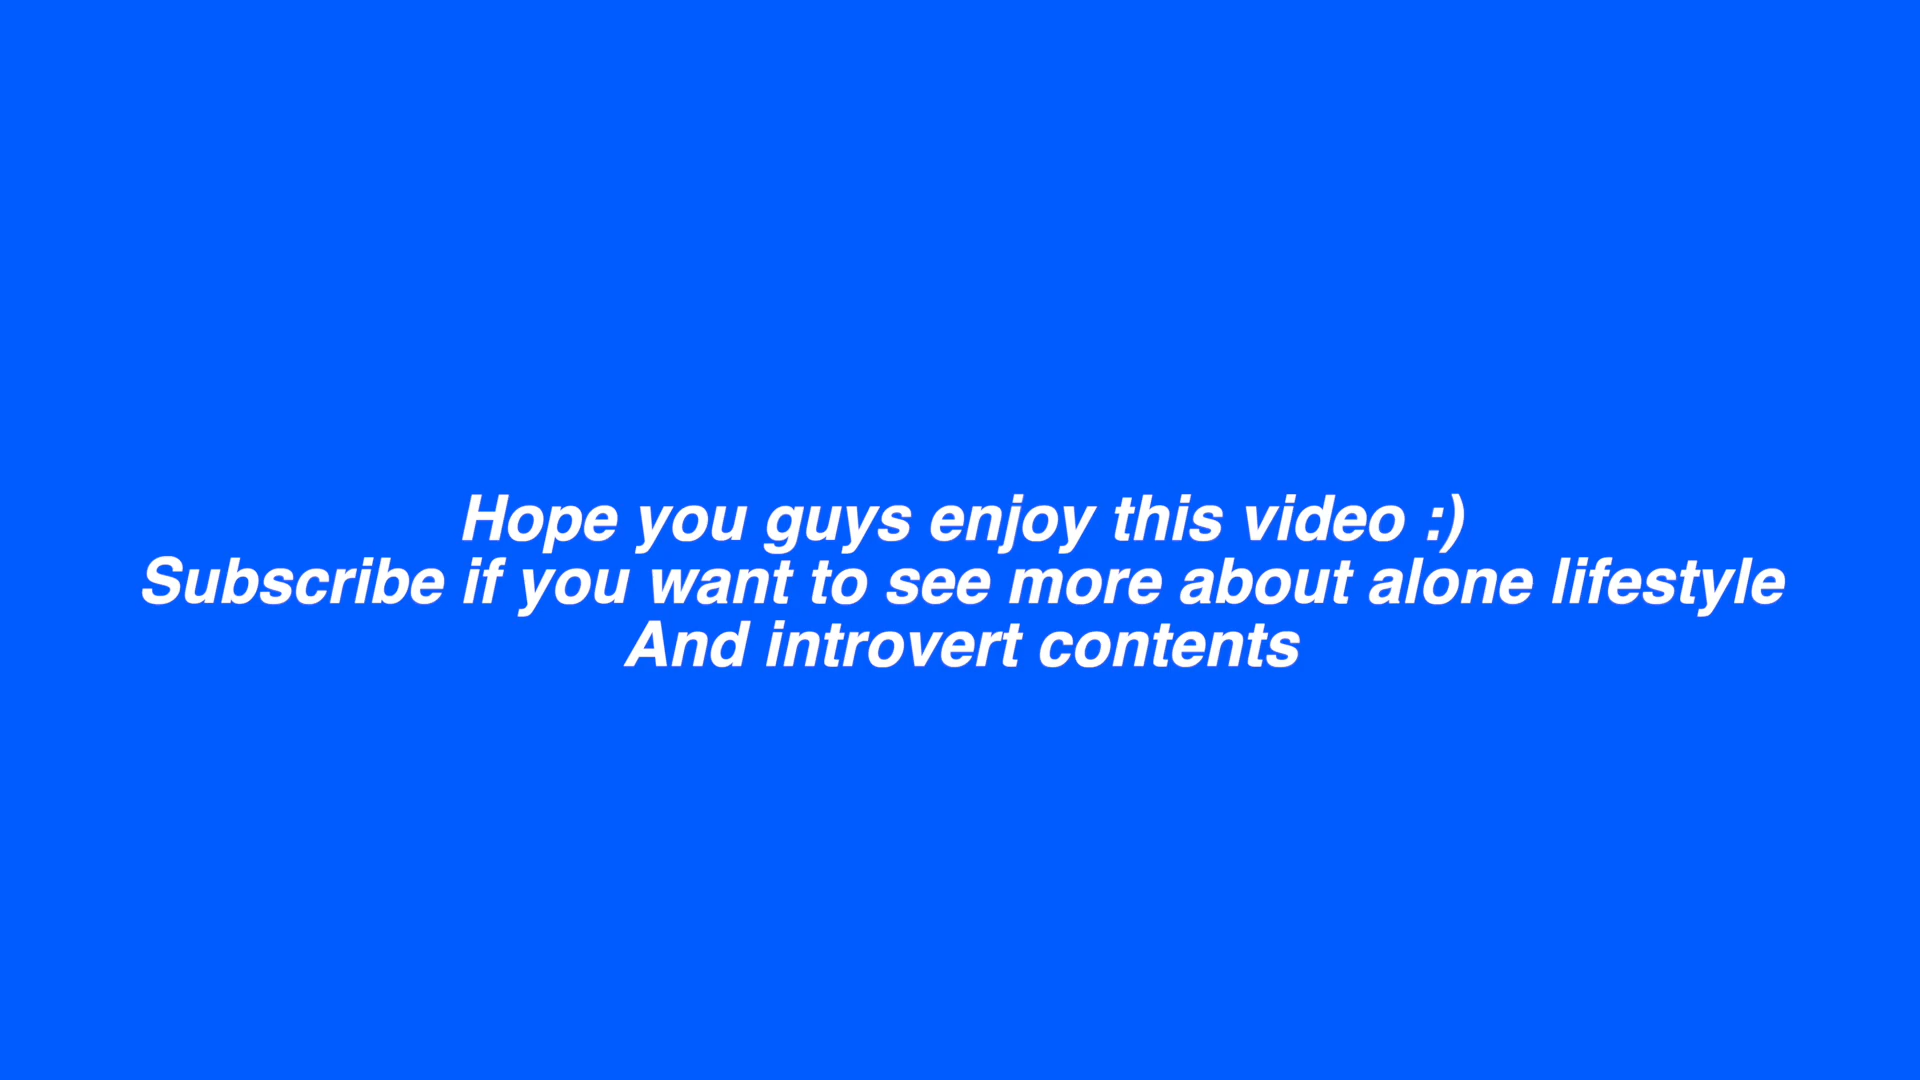 Hope you guys enjoy this video :)
Subscribe if you want to see more about alone lifestyle
And introvert contents